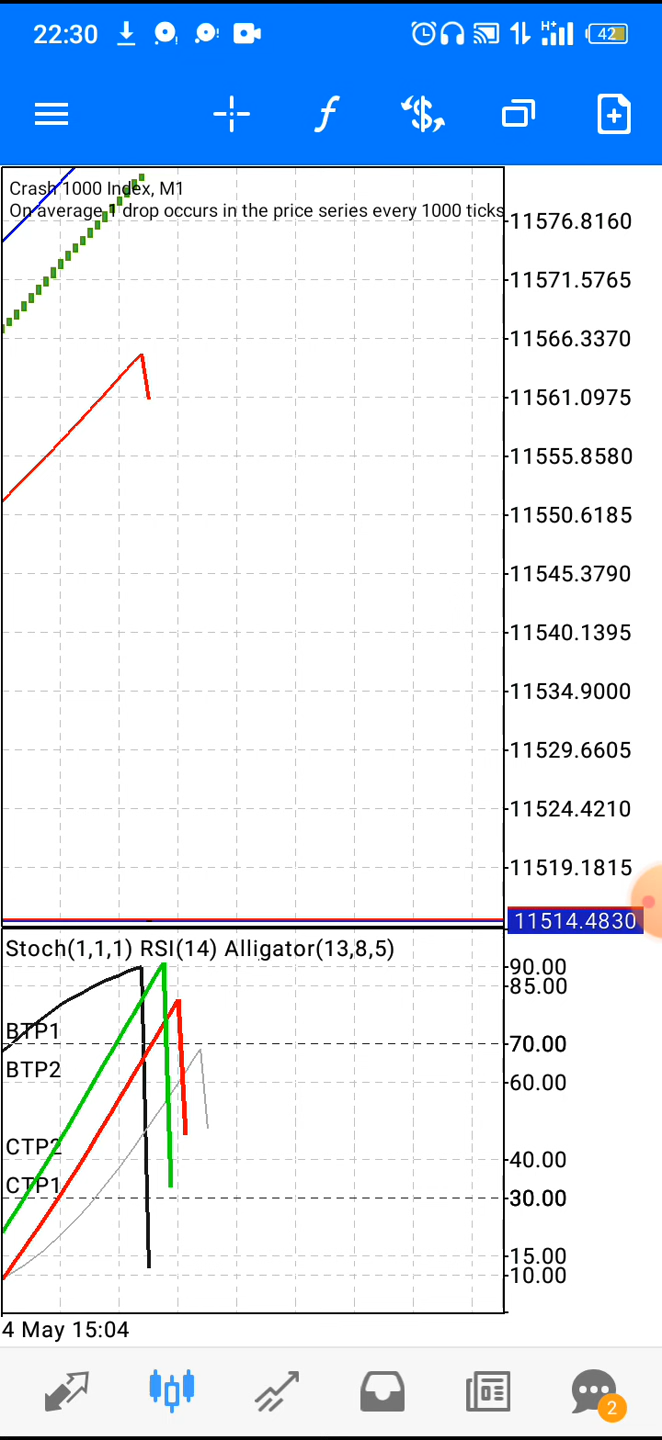 22:30
H+
42
f
$
Crash 1000 Index, M1
On average 1 drop occurs in the price series every 1000 ticks
11576.8160
11571.5765
11566.3370
11561.0975
11555.8580
11550.6185
11545.3790
11540.1395
11534.9000
11529.6605
11524.4210
11519.1815
11514.4830
Stoch(1,1,1) RSI(14) Alligator(13,8,5)
90.00
85.00
BTP1
70.00
BTP2
60.00
CTP2
40.00
CTP1
30.00
15.00
10.00
4 May 15:04
2